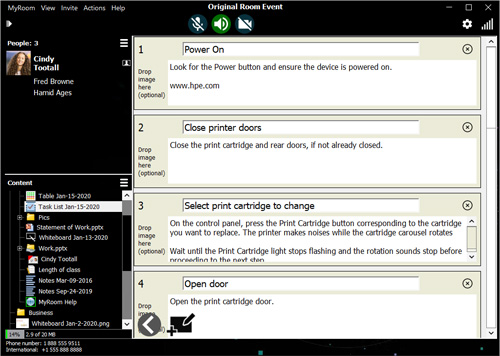 MyRoom View Invite Actions Help
Original Room Event
People: 3
Cindy
Tootall
Fred Browne
Hamid Ages
Content
Table Jan-15-2020
Task List Jan-15-2020
Pics
Statement of Work.pptx
Whiteboard Jan-13-2020
Work.pptx
Cindy Tootall
Length of class
Notes Mar-09-2016
Notes Sep-24-2019
MyRoom Help
Business
Whiteboard Jan-2-2020.png
14% 2.9 of 20 MB
Phone number: 1 888 555 9511
International: +1 555 888 8888
1
Power On
Drop
image
here
(optional)
Look for the Power button and ensure the device is powered on.
www.hpe.com
2
Close printer doors
Drop
image
here
(optional)
Close the print cartridge and rear doors, if not already closed.
3
Select print cartridge to change
Drop
image
here
(optional)
On the control panel, press the Print Cartridge button corresponding to the cartridge
you want to replace. The printer makes noises while the cartridge carousel rotates
Wait until the Print Cartridge light stops flashing and the rotation sounds stop before
proceeding to the next step
4
Open door
Drop
image
Open the print cartridge door.